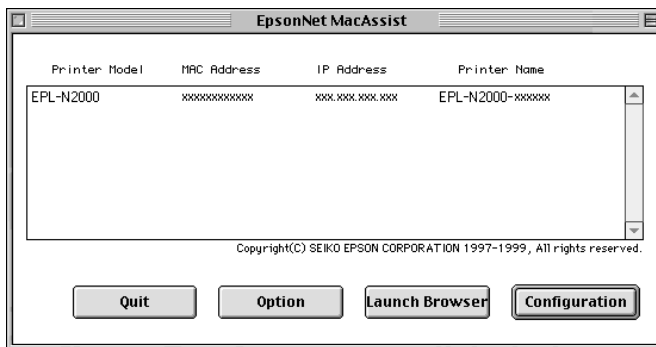 EpsonNet MacAssist
Printer Model MAC Address IP Address Printer Name
EPL-N2000 xxxxxxxxxxxx xxx.xxx.xxx.xxx EPL-N2000-xxxxxx
Copyright(C) SEIKO EPSON CORPORATION 1997-1999, All rights reserved.
Quit Option Launch Browser Configuration